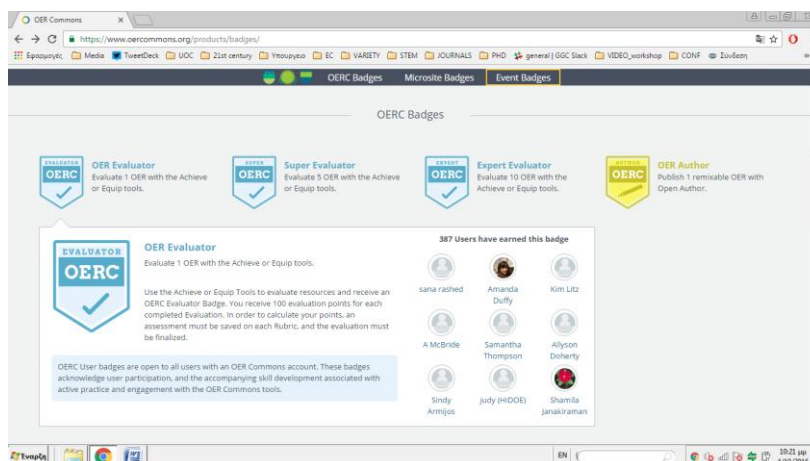 OER Commons
https://www.oercommons.org/products/badges/
Εφαρμογές Media TweetDeck UOC 21st century Υπουργειο EC VARIETY STEM JOURNALS PHD general | GGC Slack VIDEO_workshop CONF Σύνδεση
OERC Badges Microsite Badges Event Badges
OERC Badges
EVALUATOR
OERC
OER Evaluator
Evaluate 1 OER with the Achieve
or Equip tools.
SUPER
OERC
Super Evaluator
Evaluate 5 OER with the Achieve
or Equip tools.
EXPERT
OERC
Expert Evaluator
Evaluate 10 OER with the
Achieve or Equip tools.
AUTHOR
OERC
OER Author
Publish 1 remixable OER with
Open Author.
EVALUATOR
OERC
OER Evaluator
Evaluate 1 OER with the Achieve or Equip tools.
Use the Achieve or Equip Tools to evaluate resources and receive an
OERC Evaluator Badge. You receive 100 evaluation points for each
completed Evaluation. In order to calculate your points, an
assessment must be saved on each Rubric, and the evaluation must
be finalized.
OERC User badges are open to all users with an OER Commons account. These badges
acknowledge user participation, and the accompanying skill development associated with
active practice and engagement with the OER Commons tools.
387 Users have earned this badge
sana rashed
Amanda
Duffy
Kim Litz
A McBride
Samantha
Thompson
Allyson
Doherty
Sindy
Armijos
judy (HIDOE)
Shamila
Janakiraman
Έναρξη
EN
10:21 μμ